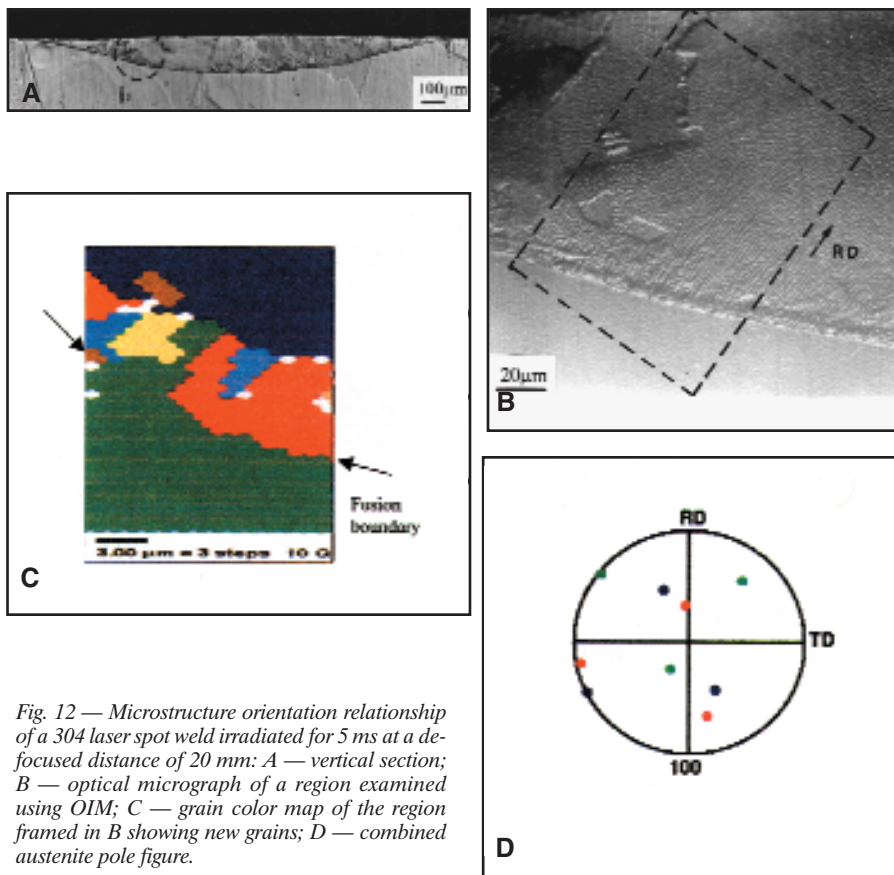 A
100μm
B
RD
20μm
Fusion
boundary
3.00 μm = 3 steps 10 G
C
RD
TD
100
D
Fig. 12 — Microstructure orientation relationship
of a 304 laser spot weld irradiated for 5 ms at a de-
focused distance of 20 mm: A — vertical section;
B — optical micrograph of a region examined
using OIM; C — grain color map of the region
framed in B showing new grains; D — combined
austenite pole figure.